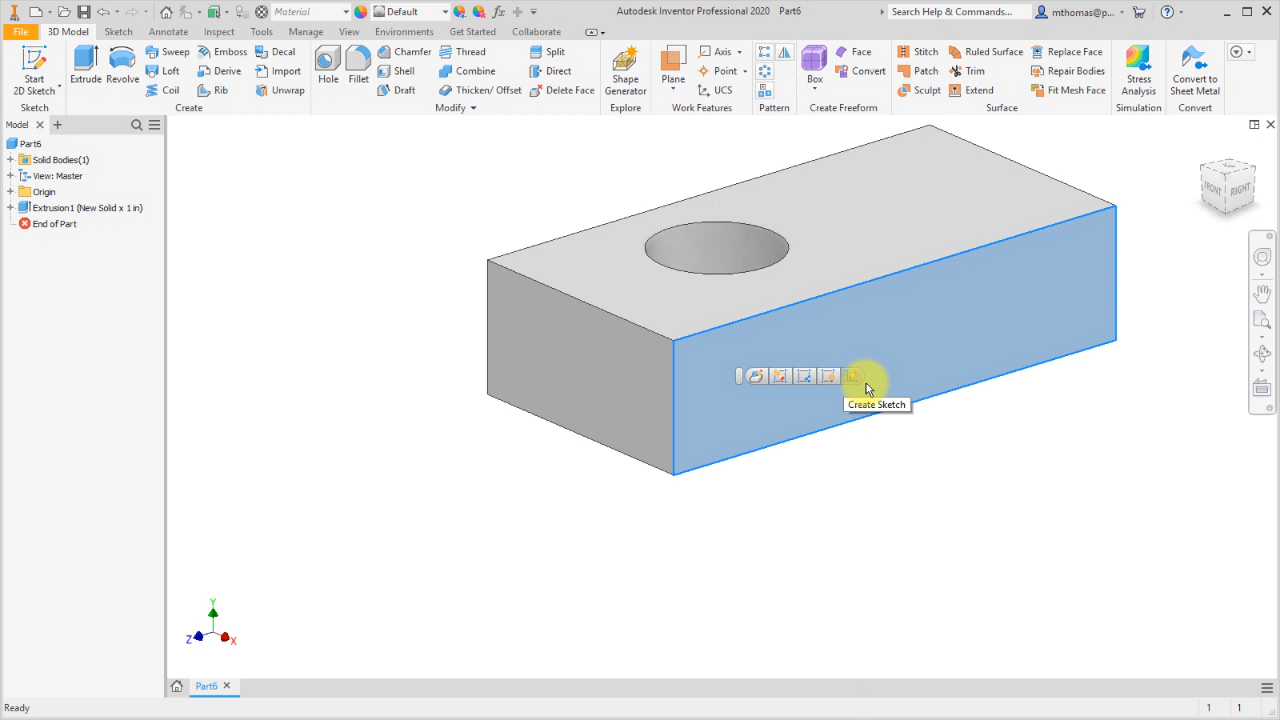 Material
Default
Autodesk Inventor Professional 2020 Part6
Search Help & Commands...
mthomas@p...
File
3D Model
Sketch
Annotate
Inspect
Tools
Manage
View
Environments
Get Started
Collaborate
Start
2D Sketch
Sketch
Extrude
Revolve
Sweep
Emboss
Decal
Loft
Derive
Import
Coil
Rib
Unwrap
Create
Hole
Fillet
Chamfer
Thread
Split
Shell
Combine
Direct
Draft
Thicken/ Offset
Delete Face
Modify
Shape
Generator
Explore
Plane
Axis
Point
UCS
Work Features
Pattern
Box
Face
Convert
Create Freeform
Stitch
Ruled Surface
Replace Face
Patch
Trim
Repair Bodies
Sculpt
Extend
Fit Mesh Face
Surface
Stress
Analysis
Simulation
Convert to
Sheet Metal
Convert
Model
Part6
Solid Bodies(1)
View: Master
Origin
Extrusion1 (New Solid x 1 in)
End of Part
FRONT
RIGHT
Create Sketch
Y
Z
X
Part6
Ready
1
1